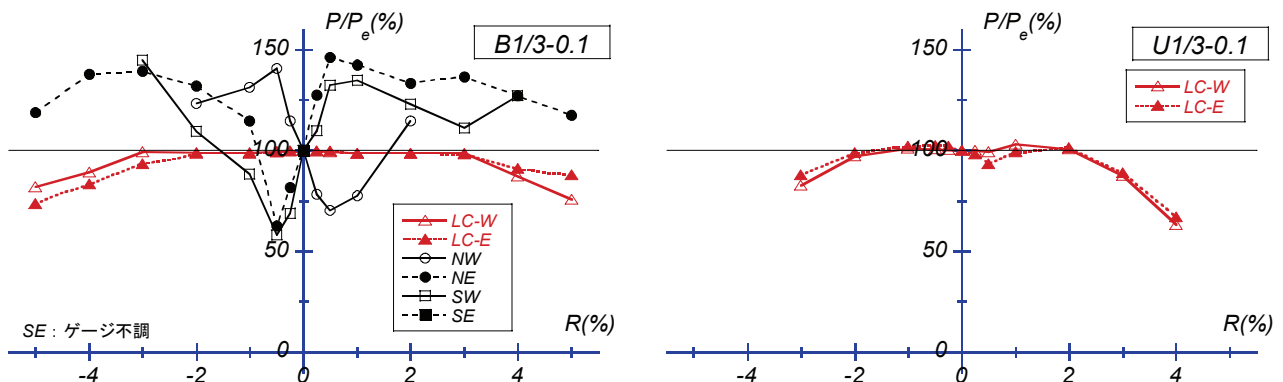 P/Pe(%)
B1/3-0.1
150
100
50
0
LC-W
LC-E
NW
NE
SW
SE
SE：ゲージ不調
R(%)
-4
-2
0
2
4
P/Pe(%)
U1/3-0.1
150
LC-W
LC-E
100
50
0
R(%)
-4
-2
0
2
4